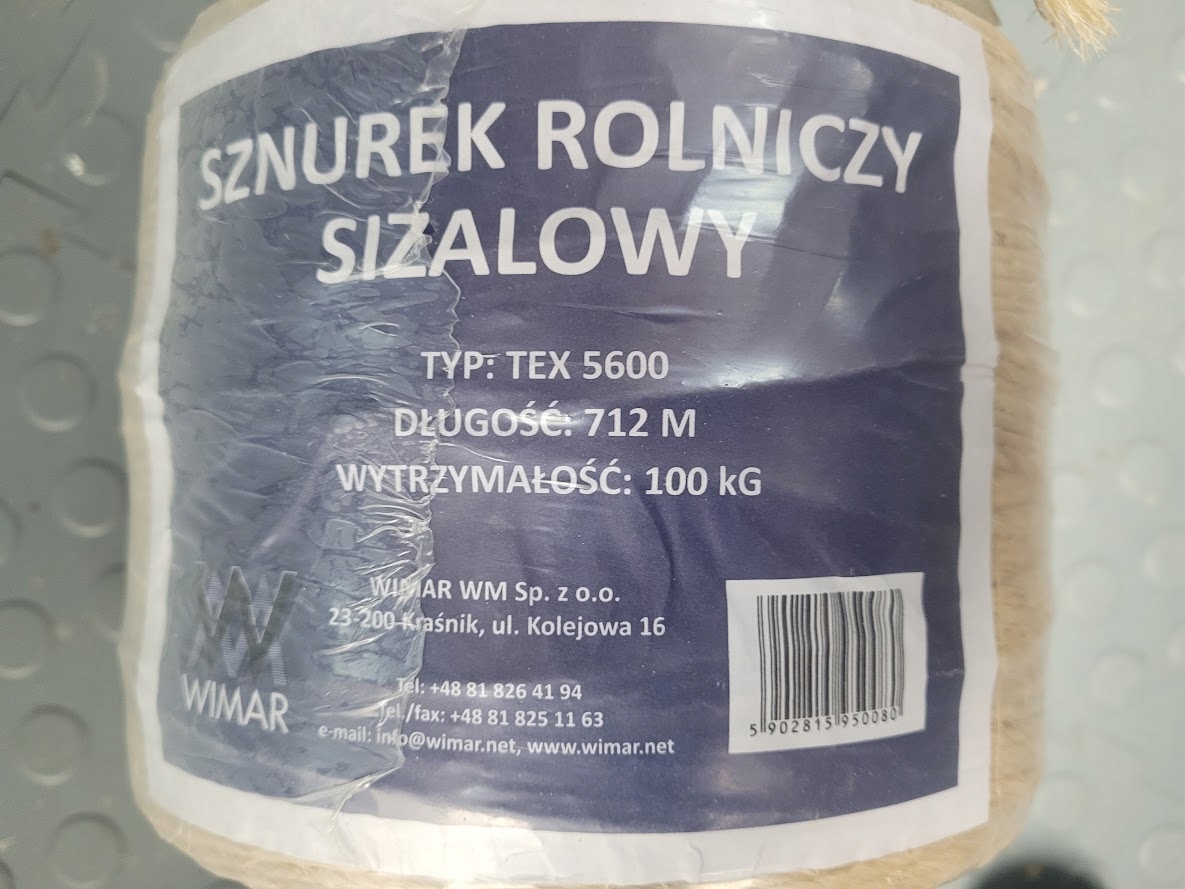 SZNUREK ROLNICZY
SIZALOWY
TYP: TEX 5600
DŁUGOŚĆ: 712 M
WYTRZYMAŁOŚĆ: 100 kG
WIMAR WM Sp. z o.o.
23-200 Kraśnik, ul. Kolejowa 16
Tel: +48 81 826 41 94
Tel./fax: +48 81 825 11 63
e-mail: info@wimar.net, www.wimar.net
WIMAR
5 902815 950080